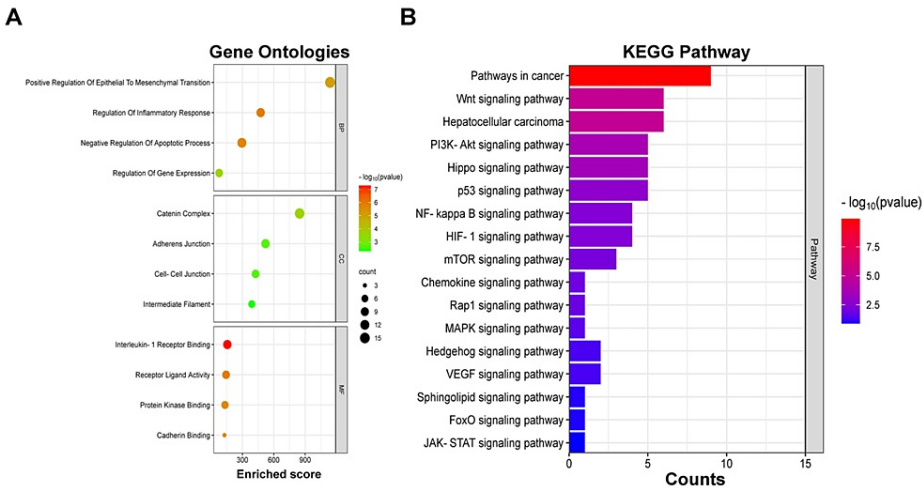 A
Gene Ontologies
Positive Regulation Of Epithelial To Mesenchymal Transition
Regulation Of Inflammatory Response
Negative Regulation Of Apoptotic Process
Regulation Of Gene Expression
BP
Catenin Complex
Adherens Junction
Cell- Cell Junction
Intermediate Filament
CC
Interleukin- 1 Receptor Binding
Receptor Ligand Activity
Protein Kinase Binding
Cadherin Binding
MF
300 600 900
Enriched score
- log10(pvalue)
7
6
5
4
3
count
3
6
9
12
15
B
KEGG Pathway
Pathways in cancer
Wnt signaling pathway
Hepatocellular carcinoma
PI3K- Akt signaling pathway
Hippo signaling pathway
p53 signaling pathway
NF- kappa B signaling pathway
HIF- 1 signaling pathway
mTOR signaling pathway
Chemokine signaling pathway
Rap1 signaling pathway
MAPK signaling pathway
Hedgehog signaling pathway
VEGF signaling pathway
Sphingolipid signaling pathway
FoxO signaling pathway
JAK- STAT signaling pathway
Pathway
0 5 10 15
Counts
- log10(pvalue)
7.5
5.0
2.5